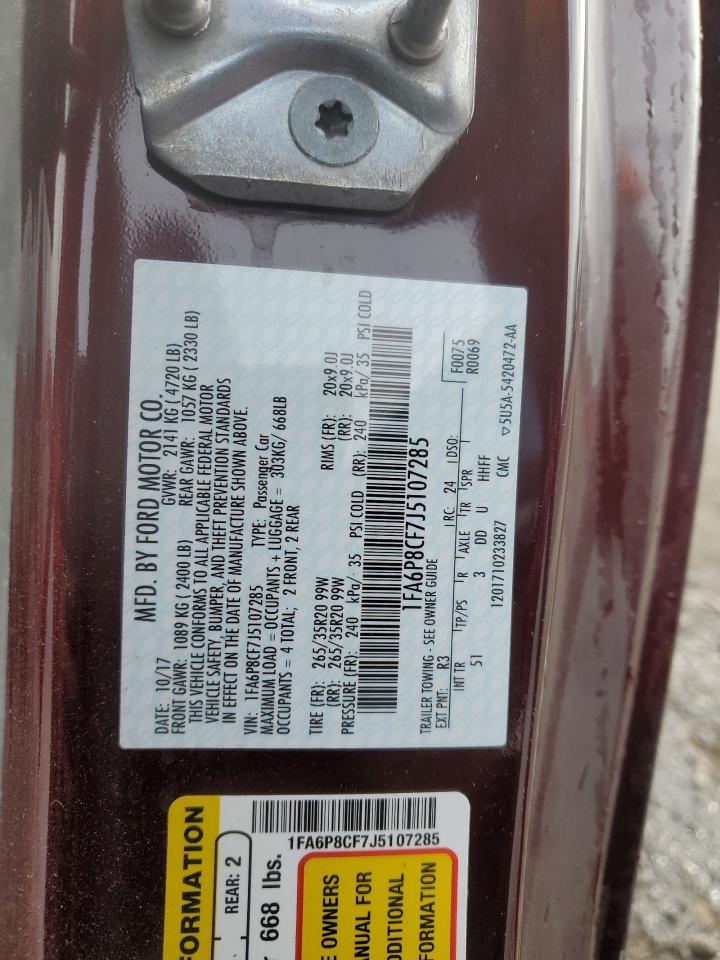 MFD. BY FORD MOTOR CO.
DATE: 10/17 GVWR: 2141 KG ( 4720 LB)
FRONT GAWR: 1089 KG (2400 LB) REAR GAWR: 1057 KG ( 2330 LB)
THIS VEHICLE CONFORMS TO ALL APPLICABLE FEDERAL MOTOR
VEHICLE SAFETY, BUMPER, AND THEFT PREVENTION STANDARDS
IN EFFECT ON THE DATE OF MANUFACTURE SHOWN ABOVE.
VIN: 1FA6P8CF7J5107285 TYPE: Passenger Car
MAXIMUM LOAD = OCCUPANTS + LUGGAGE = 303KG/ 668LB
OCCUPANTS = 4 TOTAL; 2 FRONT, 2 REAR
TIRE (FR): 265/35R20 99W RIMS (FR): 20x9.0J
(RR): 265/35R20 99W (RR): 20x9.0J
PRESSURE (FR): 240 kPa/ 35 PSI COLD (RR): 240 kPa/ 35 PSI COLD
1FA6P8CF7J5107285
TRAILER TOWING - SEE OWNER GUIDE
EXT PNT: R3 RC: 24 DSO: F0075
R0069
INT TR TP/PS R AXLE TR SPR
51 3 DD U HHFF
1201710233827 CMC ▽5U5A-5420472-AA
FORMATION
REAR: 2
668 lbs.
1FA6P8CF7J5107285
E OWNERS
ANUAL FOR
DDITIONAL
FORMATION